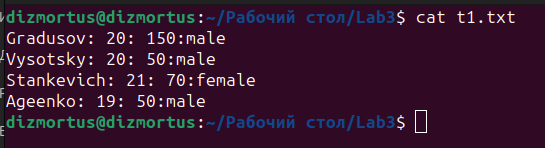 dizmortus@dizmortus:~/Рабочий стол/Lab3$ cat t1.txt
Gradusov: 20: 150:male
Vysotsky: 20: 50:male
Stankevich: 21: 70:female
Ageenko: 19: 50:male
dizmortus@dizmortus:~/Рабочий стол/Lab3$